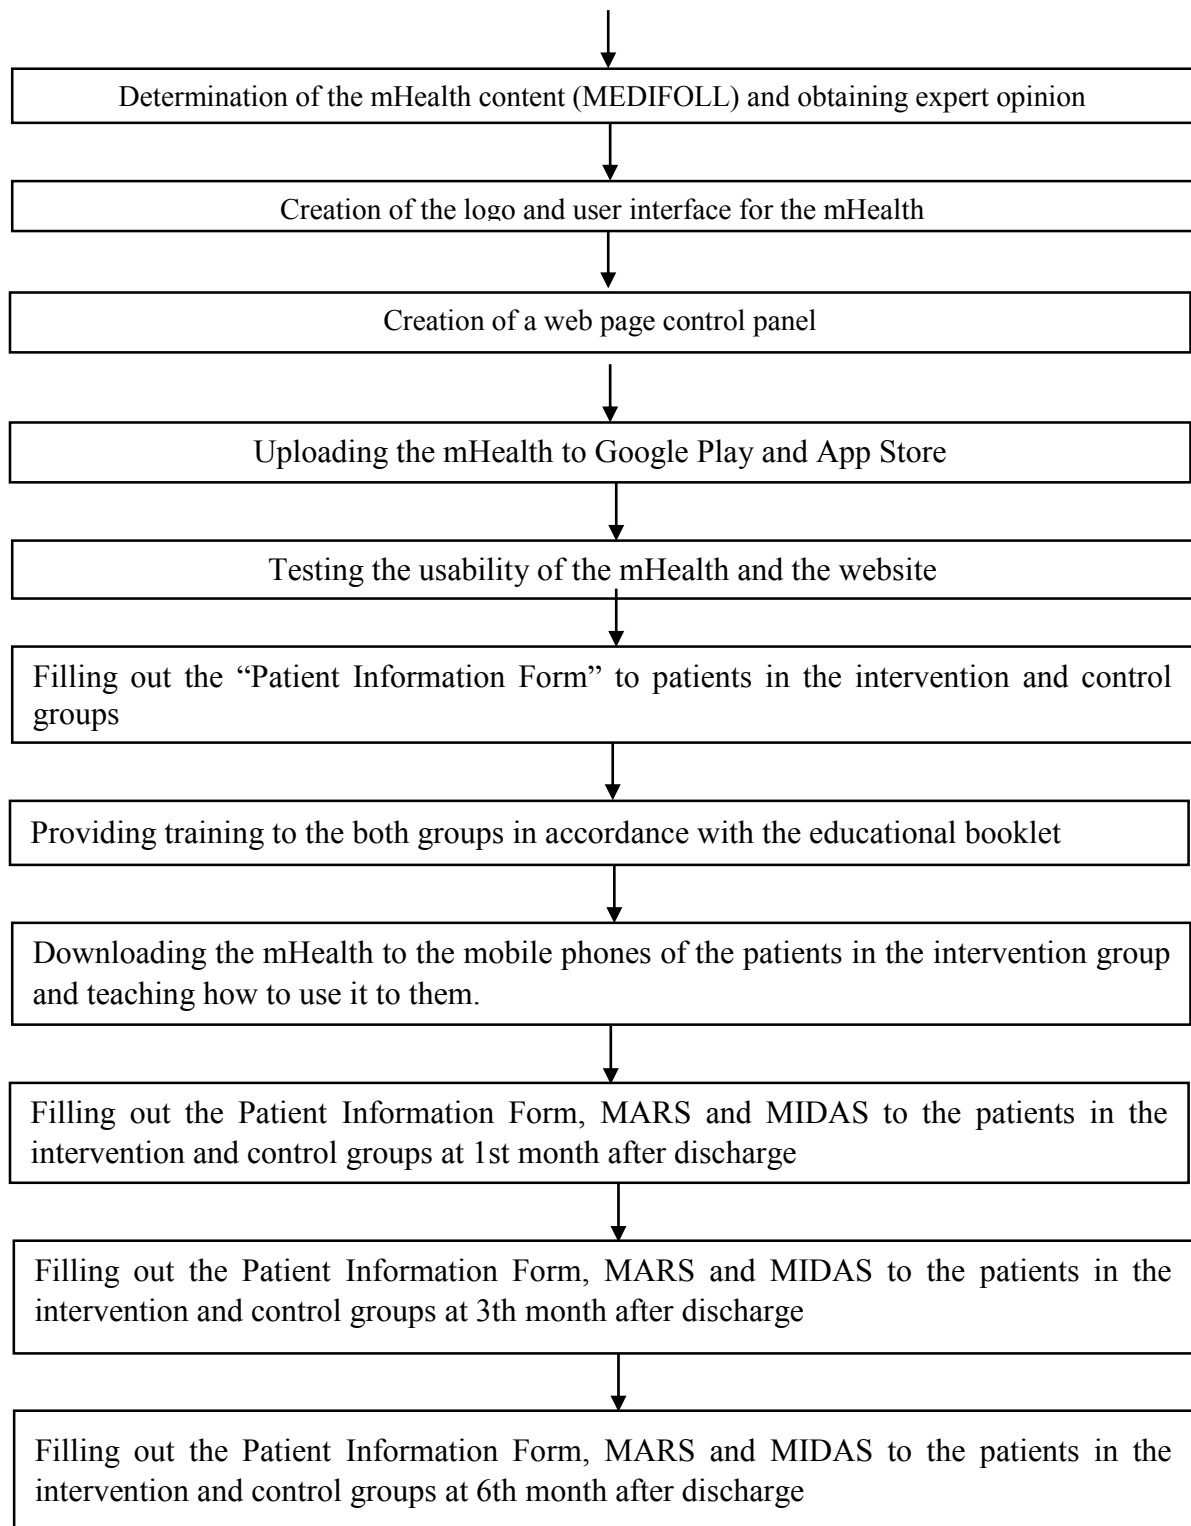 Determination of the mHealth content (MEDIFOLL) and obtaining expert opinion
Creation of the logo and user interface for the mHealth
Creation of a web page control panel
Uploading the mHealth to Google Play and App Store
Testing the usability of the mHealth and the website
Filling out the “Patient Information Form” to patients in the intervention and control
groups
Providing training to the both groups in accordance with the educational booklet
Downloading the mHealth to the mobile phones of the patients in the intervention group
and teaching how to use it to them.
Filling out the Patient Information Form, MARS and MIDAS to the patients in the
intervention and control groups at 1st month after discharge
Filling out the Patient Information Form, MARS and MIDAS to the patients in the
intervention and control groups at 3th month after discharge
Filling out the Patient Information Form, MARS and MIDAS to the patients in the
intervention and control groups at 6th month after discharge